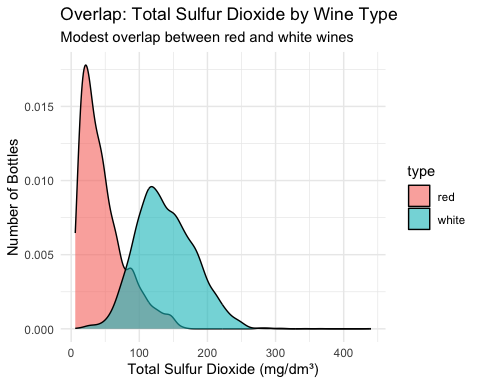 Overlap: Total Sulfur Dioxide by Wine Type
Modest overlap between red and white wines
Number of Bottles
0.015
0.010
0.005
0.000
0 100 200 300 400
Total Sulfur Dioxide (mg/dm³)
type
red
white